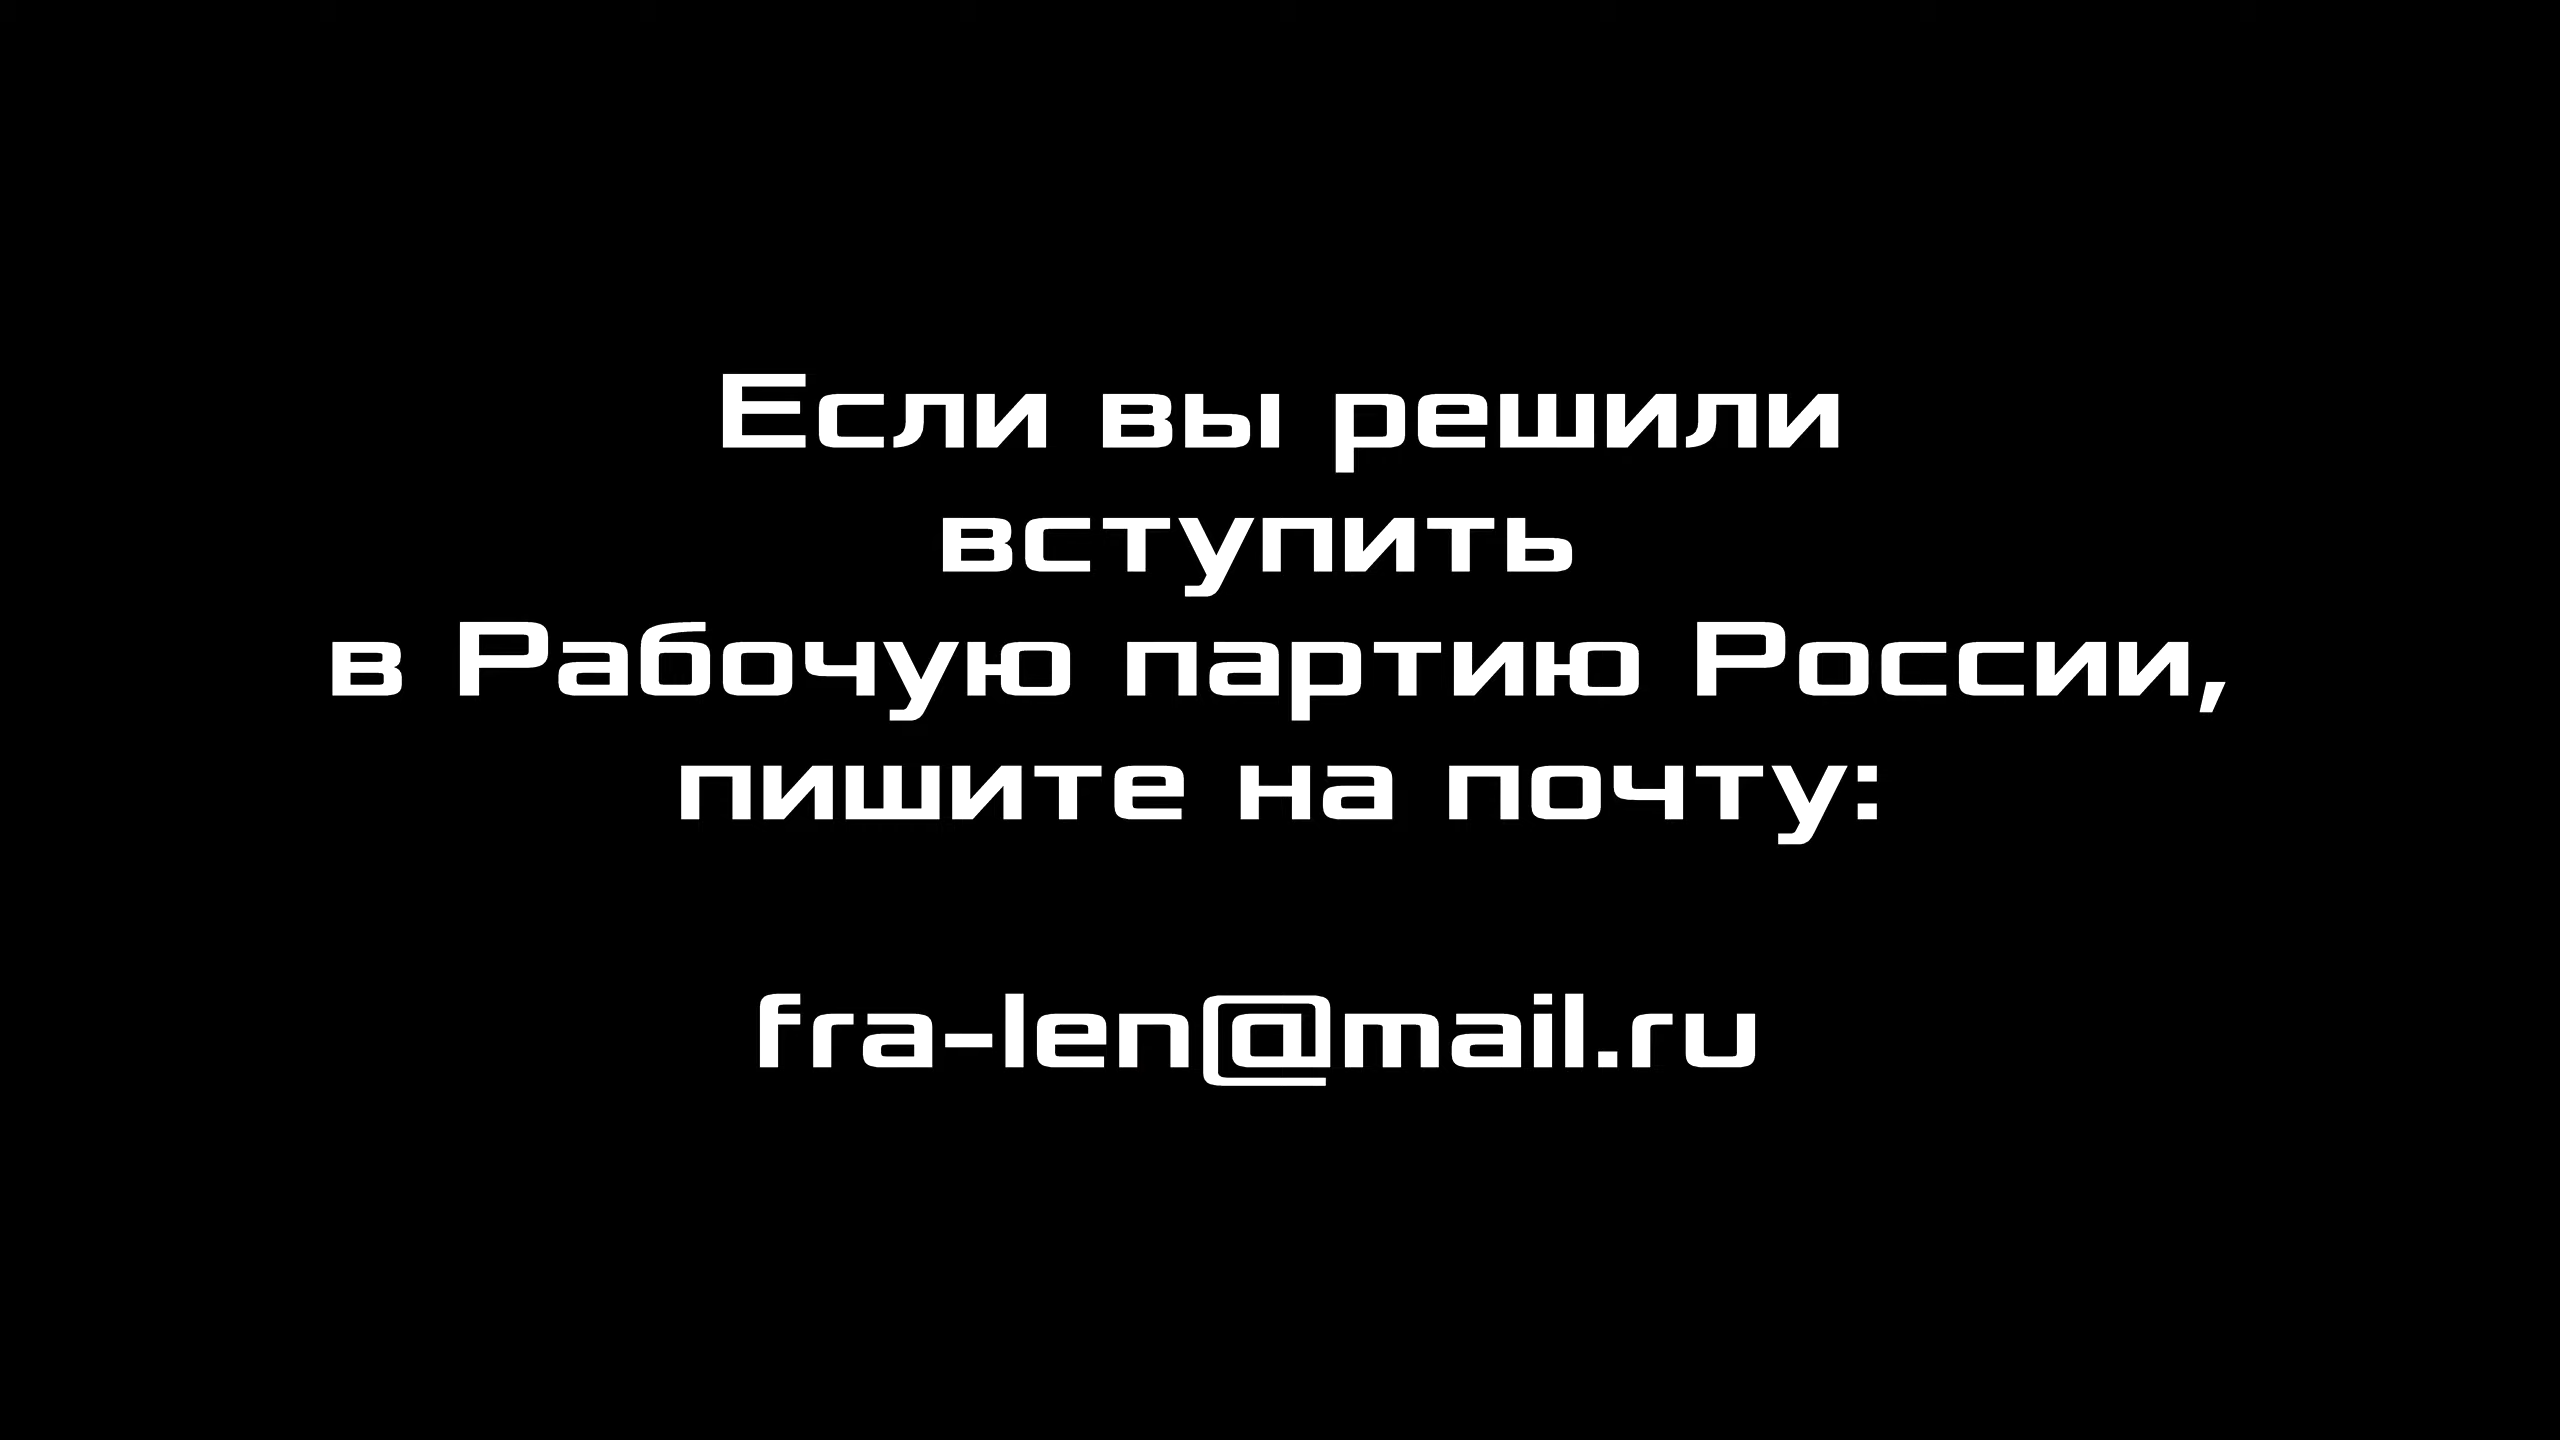 Если вы решили
вступить
в Рабочую партию России,
пишите на почту:
fra-len@mail.ru